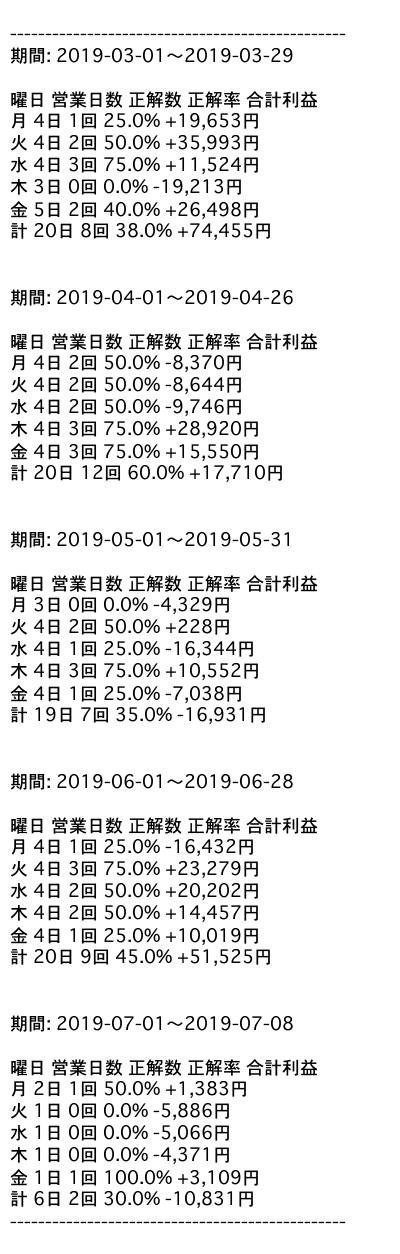 ------------------------------------------------
期間: 2019-03-01〜2019-03-29
曜日 営業日数 正解数 正解率 合計利益
月 4日 1回 25.0% +19,653円
火 4日 2回 50.0% +35,993円
水 4日 3回 75.0% +11,524円
木 3日 0回 0.0% -19,213円
金 5日 2回 40.0% +26,498円
計 20日 8回 38.0% +74,455円
期間: 2019-04-01〜2019-04-26
曜日 営業日数 正解数 正解率 合計利益
月 4日 2回 50.0% -8,370円
火 4日 2回 50.0% -8,644円
水 4日 2回 50.0% -9,746円
木 4日 3回 75.0% +28,920円
金 4日 3回 75.0% +15,550円
計 20日 12回 60.0% +17,710円
期間: 2019-05-01〜2019-05-31
曜日 営業日数 正解数 正解率 合計利益
月 3日 0回 0.0% -4,329円
火 4日 2回 50.0% +228円
水 4日 1回 25.0% -16,344円
木 4日 3回 75.0% +10,552円
金 4日 1回 25.0% -7,038円
計 19日 7回 35.0% -16,931円
期間: 2019-06-01〜2019-06-28
曜日 営業日数 正解数 正解率 合計利益
月 4日 1回 25.0% -16,432円
火 4日 3回 75.0% +23,279円
水 4日 2回 50.0% +20,202円
木 4日 2回 50.0% +14,457円
金 4日 1回 25.0% +10,019円
計 20日 9回 45.0% +51,525円
期間: 2019-07-01〜2019-07-08
曜日 営業日数 正解数 正解率 合計利益
月 2日 1回 50.0% +1,383円
火 1日 0回 0.0% -5,886円
水 1日 0回 0.0% -5,066円
木 1日 0回 0.0% -4,371円
金 1日 1回 100.0% +3,109円
計 6日 2回 30.0% -10,831円
------------------------------------------------